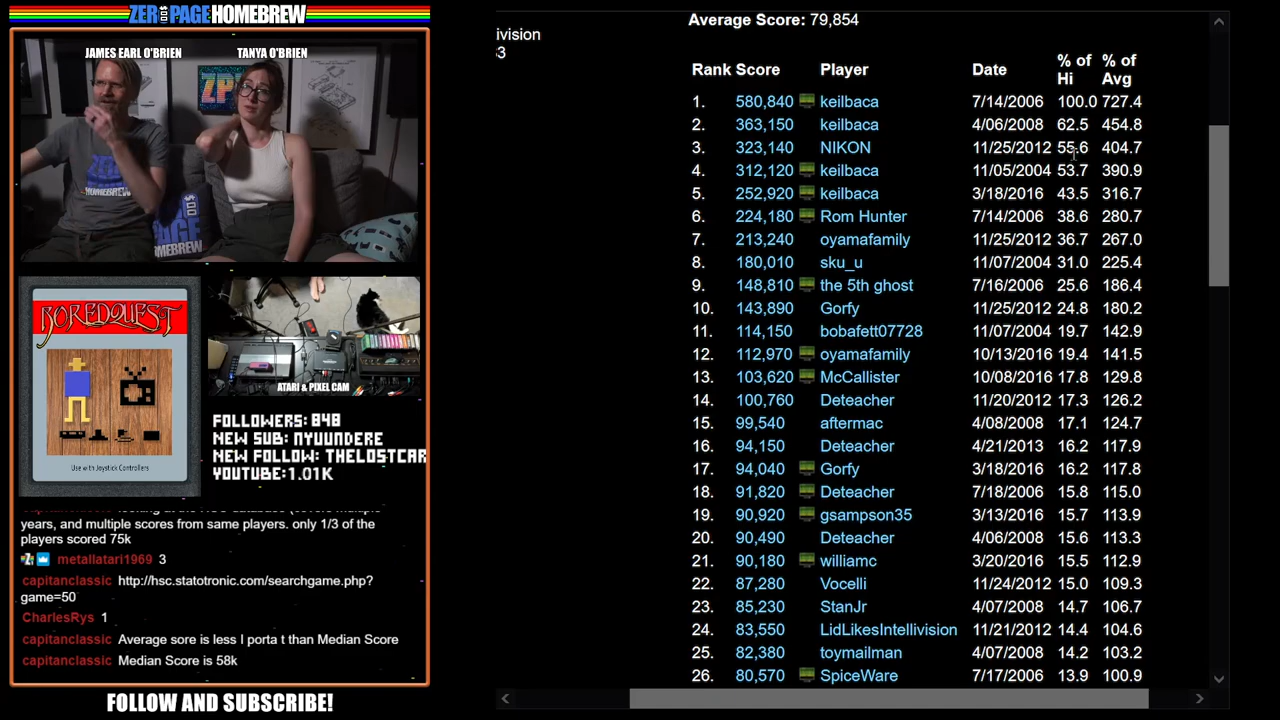 ZEROPAGE HOMEBREW
JAMES EARL O'BRIEN
TANYA O'BRIEN
ZP
HOMEBREW
HOMEBREW
BOREDQUEST
Use with Joystick Controllers
ATARI & PIXEL CAM
FOLLOWERS: 848
NEW SUB: NYUUNDERE
NEW FOLLOW: THELOSTCAR
YOUTUBE:1.01K
years, and multiple scores from same players. only 1/3 of the
players scored 75k
metallatari1969 3
capitanclassic http://hsc.statotronic.com/searchgame.php?
game=50
CharlesRys 1
capitanclassic Average sore is less I porta t than Median Score
capitanclassic Median Score is 58k
FOLLOW AND SUBSCRIBE!
ivision
Average Score: 79,854
Rank Score Player Date % of Hi % of Avg
1. 580,840 keilbaca 7/14/2006 100.0 727.4
2. 363,150 keilbaca 4/06/2008 62.5 454.8
3. 323,140 NIKON 11/25/2012 55.6 404.7
4. 312,120 keilbaca 11/05/2004 53.7 390.9
5. 252,920 keilbaca 3/18/2016 43.5 316.7
6. 224,180 Rom Hunter 7/14/2006 38.6 280.7
7. 213,240 oyamafamily 11/25/2012 36.7 267.0
8. 180,010 sku_u 11/07/2004 31.0 225.4
9. 148,810 the 5th ghost 7/16/2006 25.6 186.4
10. 143,890 Gorfy 11/25/2012 24.8 180.2
11. 114,150 bobafett07728 11/07/2004 19.7 142.9
12. 112,970 oyamafamily 10/13/2016 19.4 141.5
13. 103,620 McCallister 10/08/2016 17.8 129.8
14. 100,760 Deteacher 11/20/2012 17.3 126.2
15. 99,540 aftermac 4/08/2008 17.1 124.7
16. 94,150 Deteacher 4/21/2013 16.2 117.9
17. 94,040 Gorfy 3/18/2016 16.2 117.8
18. 91,820 Deteacher 7/18/2006 15.8 115.0
19. 90,920 gsampson35 3/13/2016 15.7 113.9
20. 90,490 Deteacher 4/06/2008 15.6 113.3
21. 90,180 williamc 3/20/2016 15.5 112.9
22. 87,280 Vocelli 11/24/2012 15.0 109.3
23. 85,230 StanJr 4/07/2008 14.7 106.7
24. 83,550 LidLikesIntellivision 11/21/2012 14.4 104.6
25. 82,380 toymailman 4/07/2008 14.2 103.2
26. 80,570 SpiceWare 7/17/2006 13.9 100.9